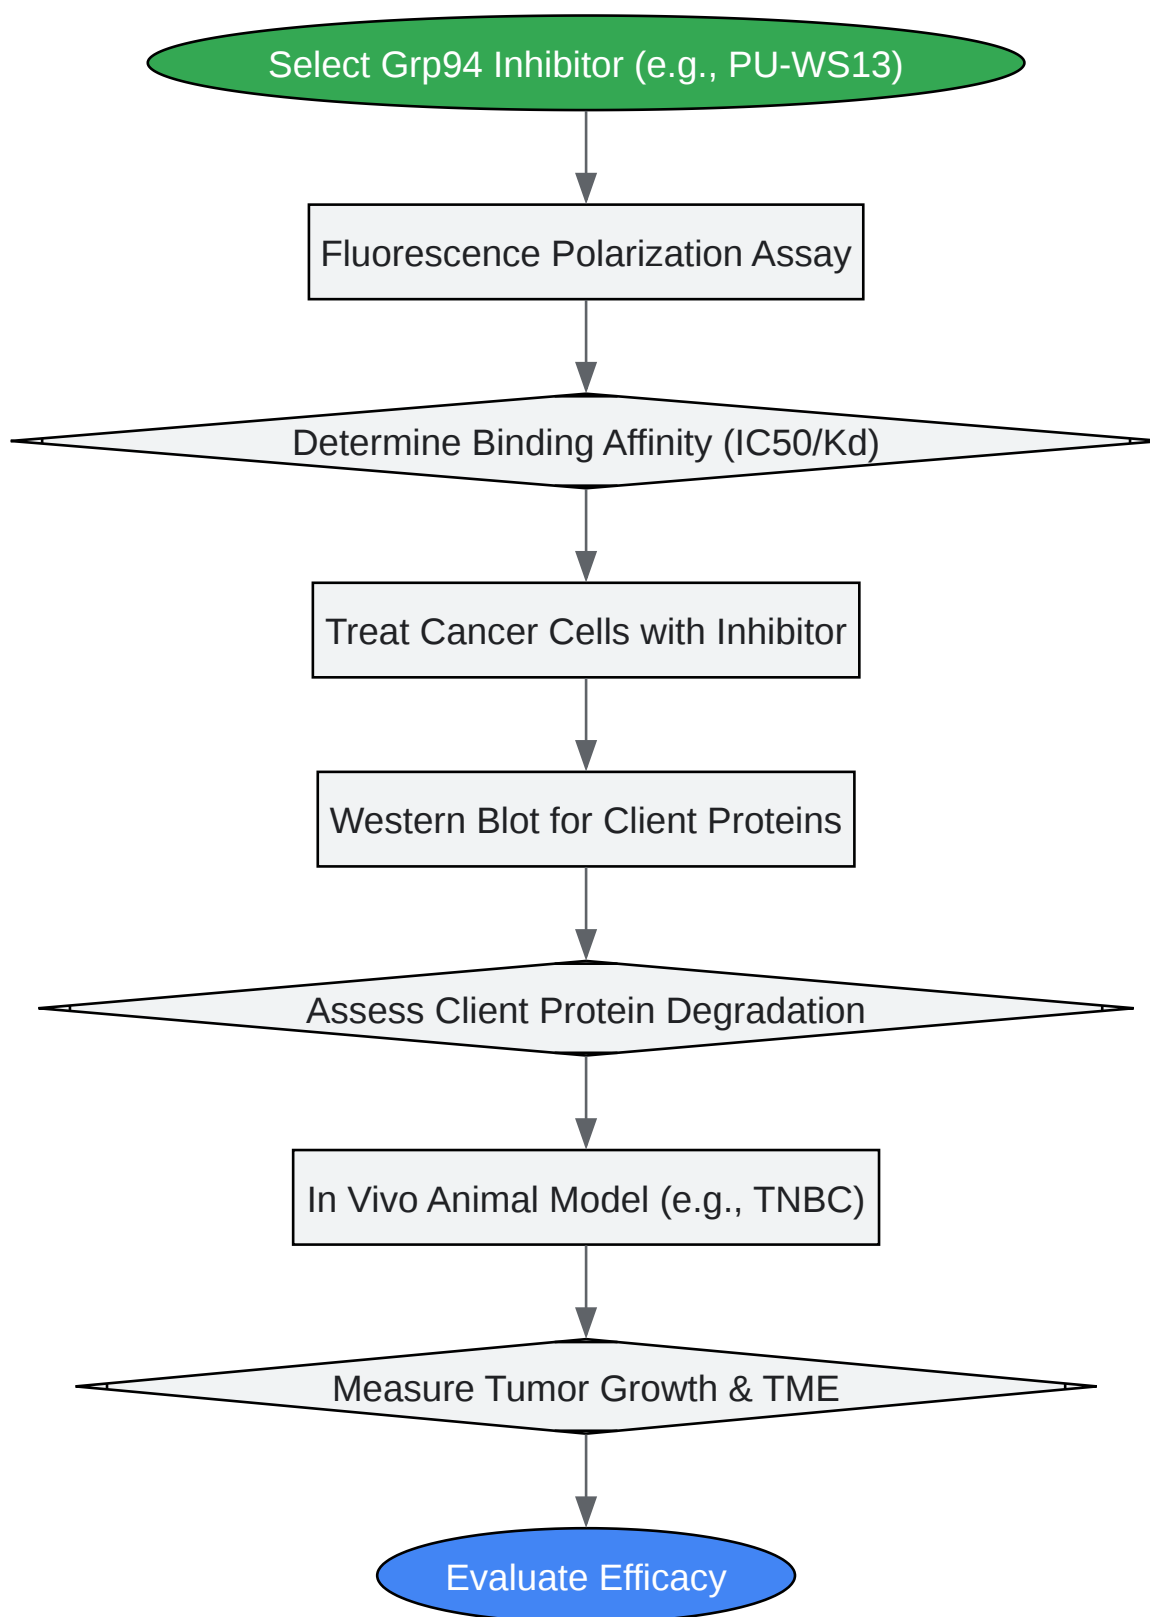 Select Grp94 Inhibitor (e.g., PU-WS13)
Fluorescence Polarization Assay
Determine Binding Affinity (IC50/Kd)
Treat Cancer Cells with Inhibitor
Western Blot for Client Proteins
Assess Client Protein Degradation
In Vivo Animal Model (e.g., TNBC)
Measure Tumor Growth & TME
Evaluate Efficacy